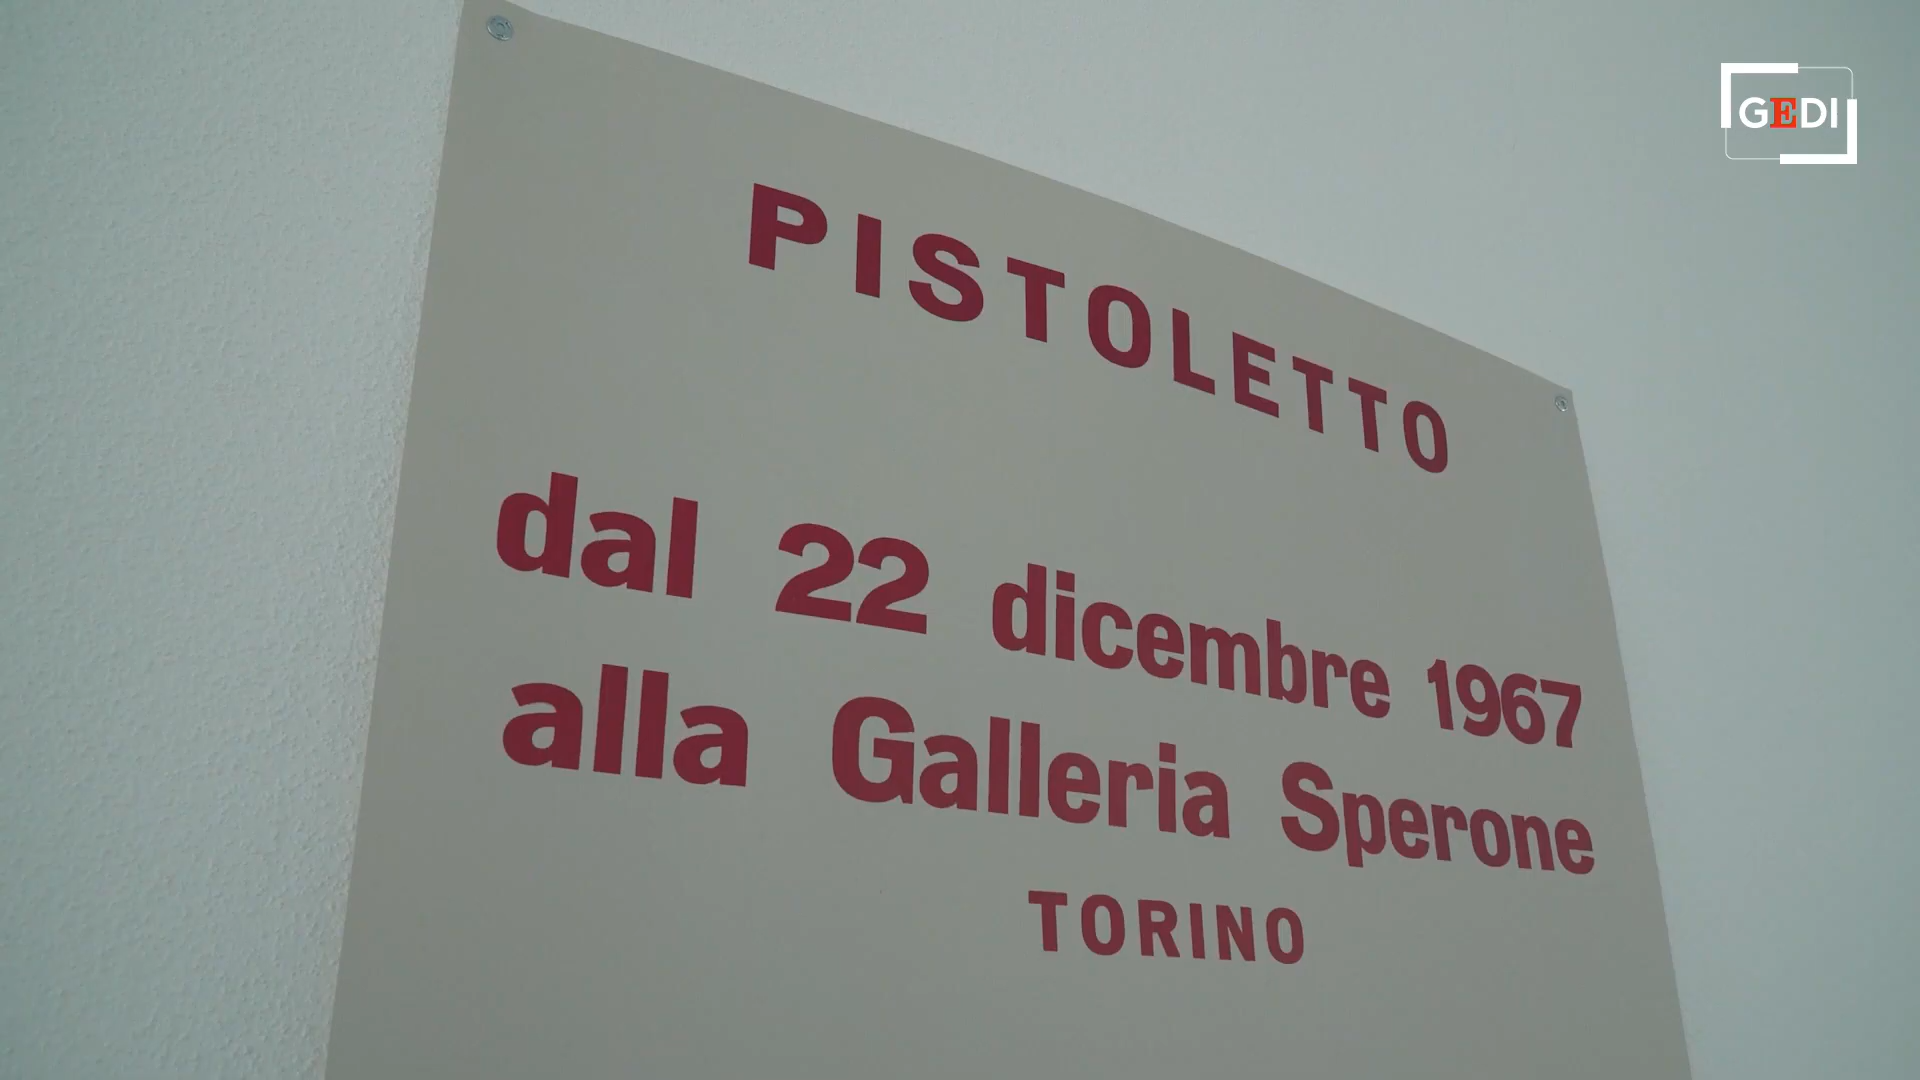 GEDI
PISTOLETTO
dal 22 dicembre 1967
alla Galleria Sperone
TORINO